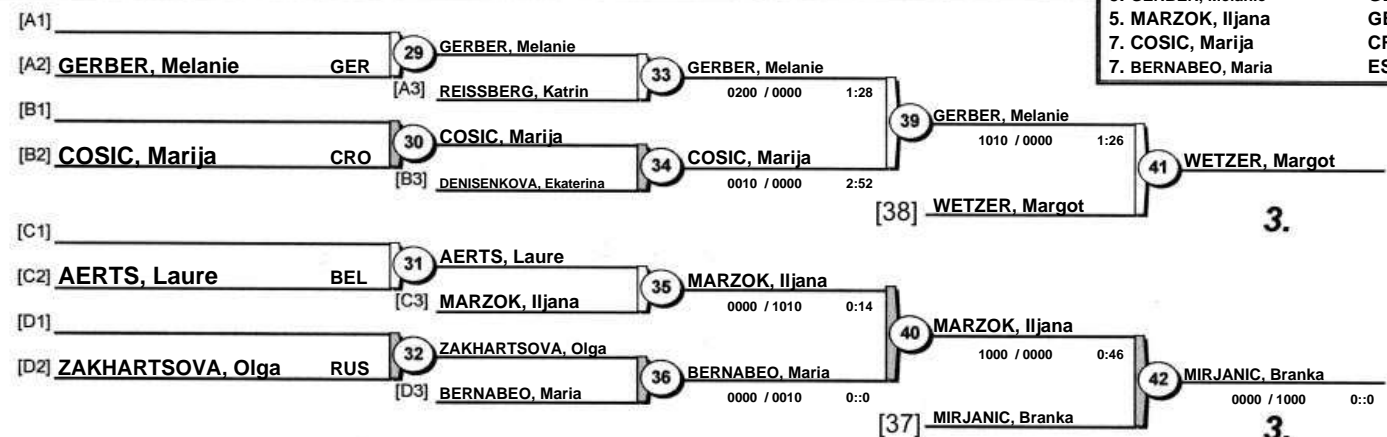 5. MARZOK, Iljana GE
7. COSIC, Marija CR
7. BERNABEO, Maria ES
[A1]
[A2] GERBER, Melanie GER
29
GERBER, Melanie
[A3] REISSBERG, Katrin
33
GERBER, Melanie
0200 / 0000 1:28
[B1]
[B2] COSIC, Marija CRO
30
COSIC, Marija
[B3] DENISENKOVA, Ekaterina
34
COSIC, Marija
0010 / 0000 2:52
39
GERBER, Melanie
1010 / 0000 1:26
[38] WETZER, Margot
41
WETZER, Margot
3.
[C1]
[C2] AERTS, Laure BEL
31
AERTS, Laure
[C3] MARZOK, Iljana
35
MARZOK, Iljana
0000 / 1010 0:14
[D1]
[D2] ZAKHARTSOVA, Olga RUS
32
ZAKHARTSOVA, Olga
[D3] BERNABEO, Maria
36
BERNABEO, Maria
0000 / 0010 0::0
40
MARZOK, Iljana
1000 / 0000 0:46
[37] MIRJANIC, Branka
42
MIRJANIC, Branka
0000 / 1000 0::0
3.